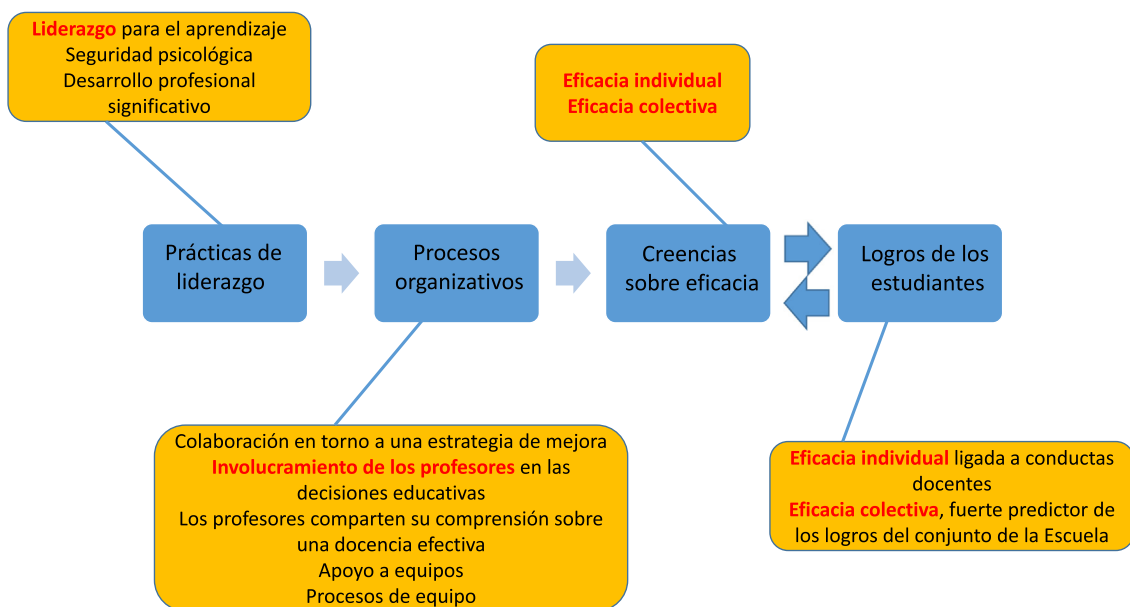 Liderazgo para el aprendizaje
Seguridad psicológica
Desarrollo profesional
significativo
Eficacia individual
Eficacia colectiva
Prácticas de
liderazgo
Procesos
organizativos
Creencias
sobre eficacia
Logros de los
estudiantes
Colaboración en torno a una estrategia de mejora
Involucramiento de los profesores en las
decisiones educativas
Los profesores comparten su comprensión sobre
una docencia efectiva
Apoyo a equipos
Procesos de equipo
Eficacia individual ligada a conductas
docentes
Eficacia colectiva, fuerte predictor de
los logros del conjunto de la Escuela